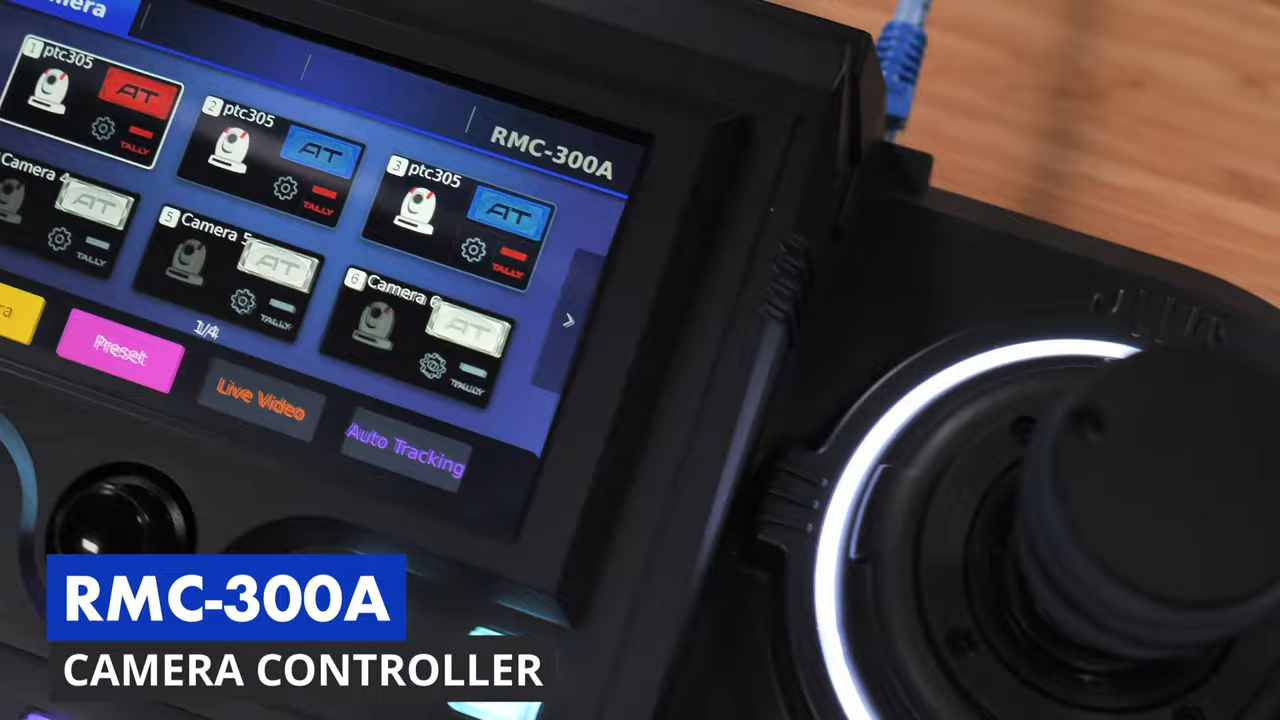 mera
RMC-300A
1 ptc305
AT
TALLY
2 ptc305
AT
TALLY
3 ptc305
AT
TALLY
Camera 4
AT
TALLY
5 Camera 5
AT
TALLY
6 Camera 6
AT
TALLY
1/4
ra
Preset
Live Video
Auto Tracking
RMC-300A
CAMERA CONTROLLER